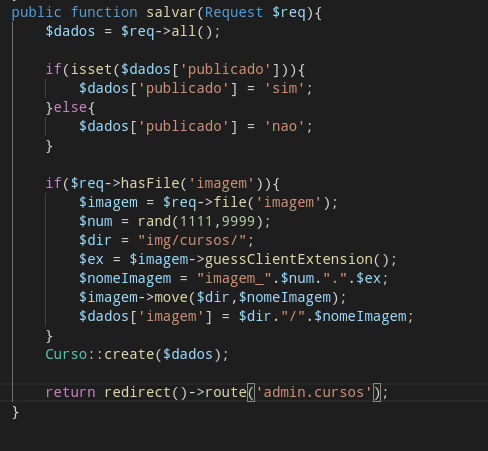 public function salvar(Request $req){
    $dados = $req->all();

    if(isset($dados['publicado'])){
        $dados['publicado'] = 'sim';
    }else{
        $dados['publicado'] = 'nao';
    }

    if($req->hasFile('imagem')){
        $imagem = $req->file('imagem');
        $num = rand(1111,9999);
        $dir = "img/cursos/";
        $ex = $imagem->guessClientExtension();
        $nomeImagem = "imagem_".$num.".".$ex;
        $imagem->move($dir,$nomeImagem);
        $dados['imagem'] = $dir."/".$nomeImagem;
    }
    Curso::create($dados);

    return redirect()->route('admin.cursos');
}